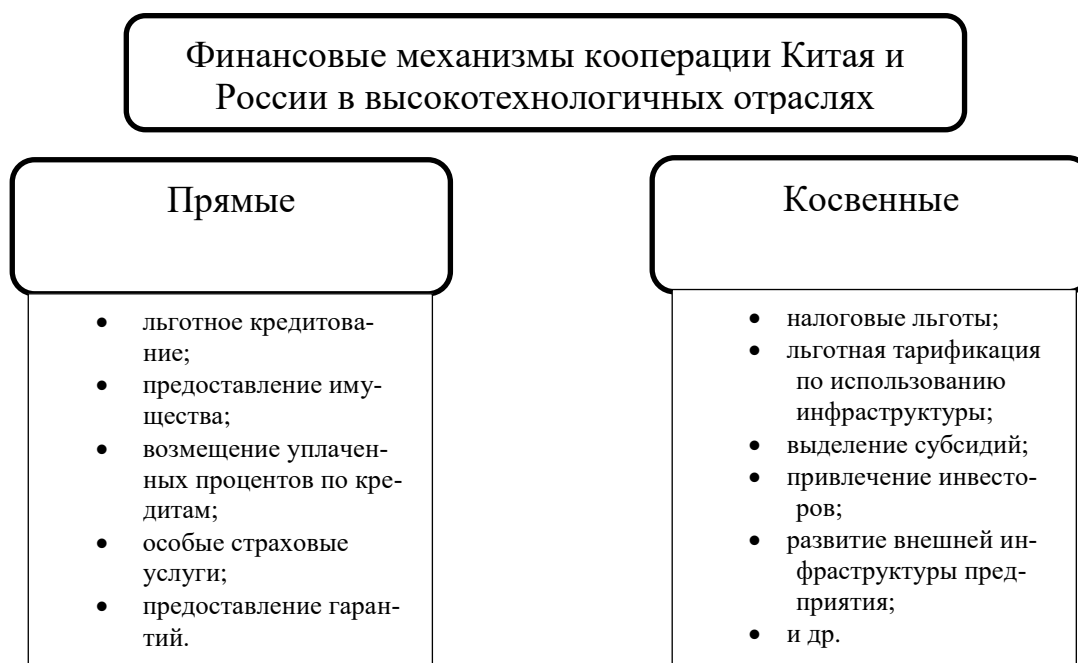 Финансовые механизмы кооперации Китая и
России в высокотехнологичных отраслях
Прямые
• льготное кредитова-
ние;
• предоставление иму-
щества;
• возмещение уплачен-
ных процентов по кре-
дитам;
• особые страховые
услуги;
• предоставление гаран-
тий.
Косвенные
• налоговые льготы;
• льготная тарификация
по использованию
инфраструктуры;
• выделение субсидий;
• привлечение инвесто-
ров;
• развитие внешней ин-
фраструктуры пред-
приятия;
• и др.